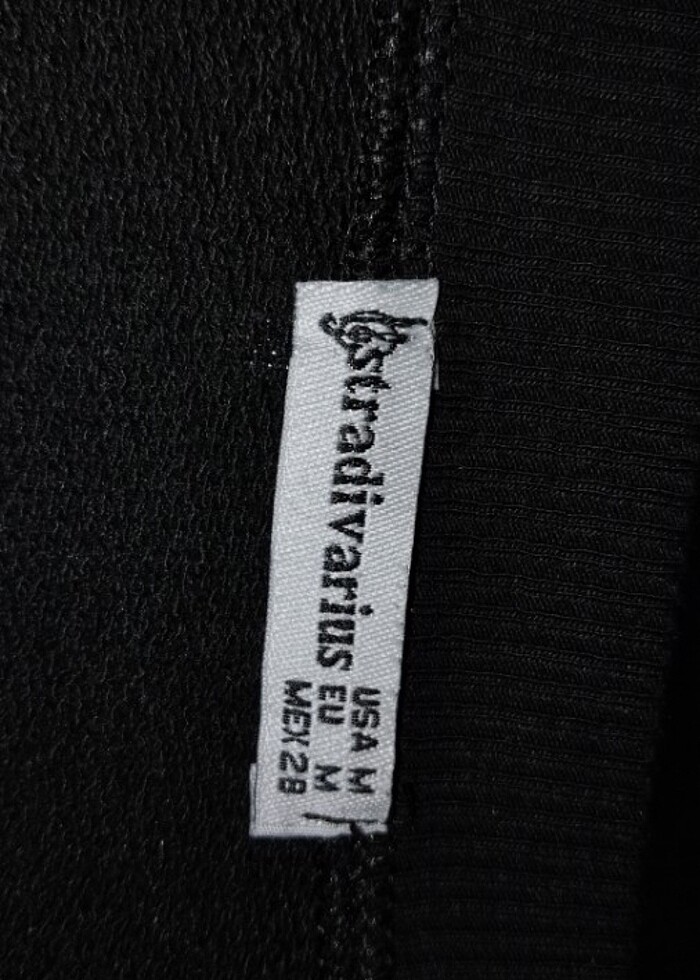 stradivarius
USA M
EU M
MEX 28